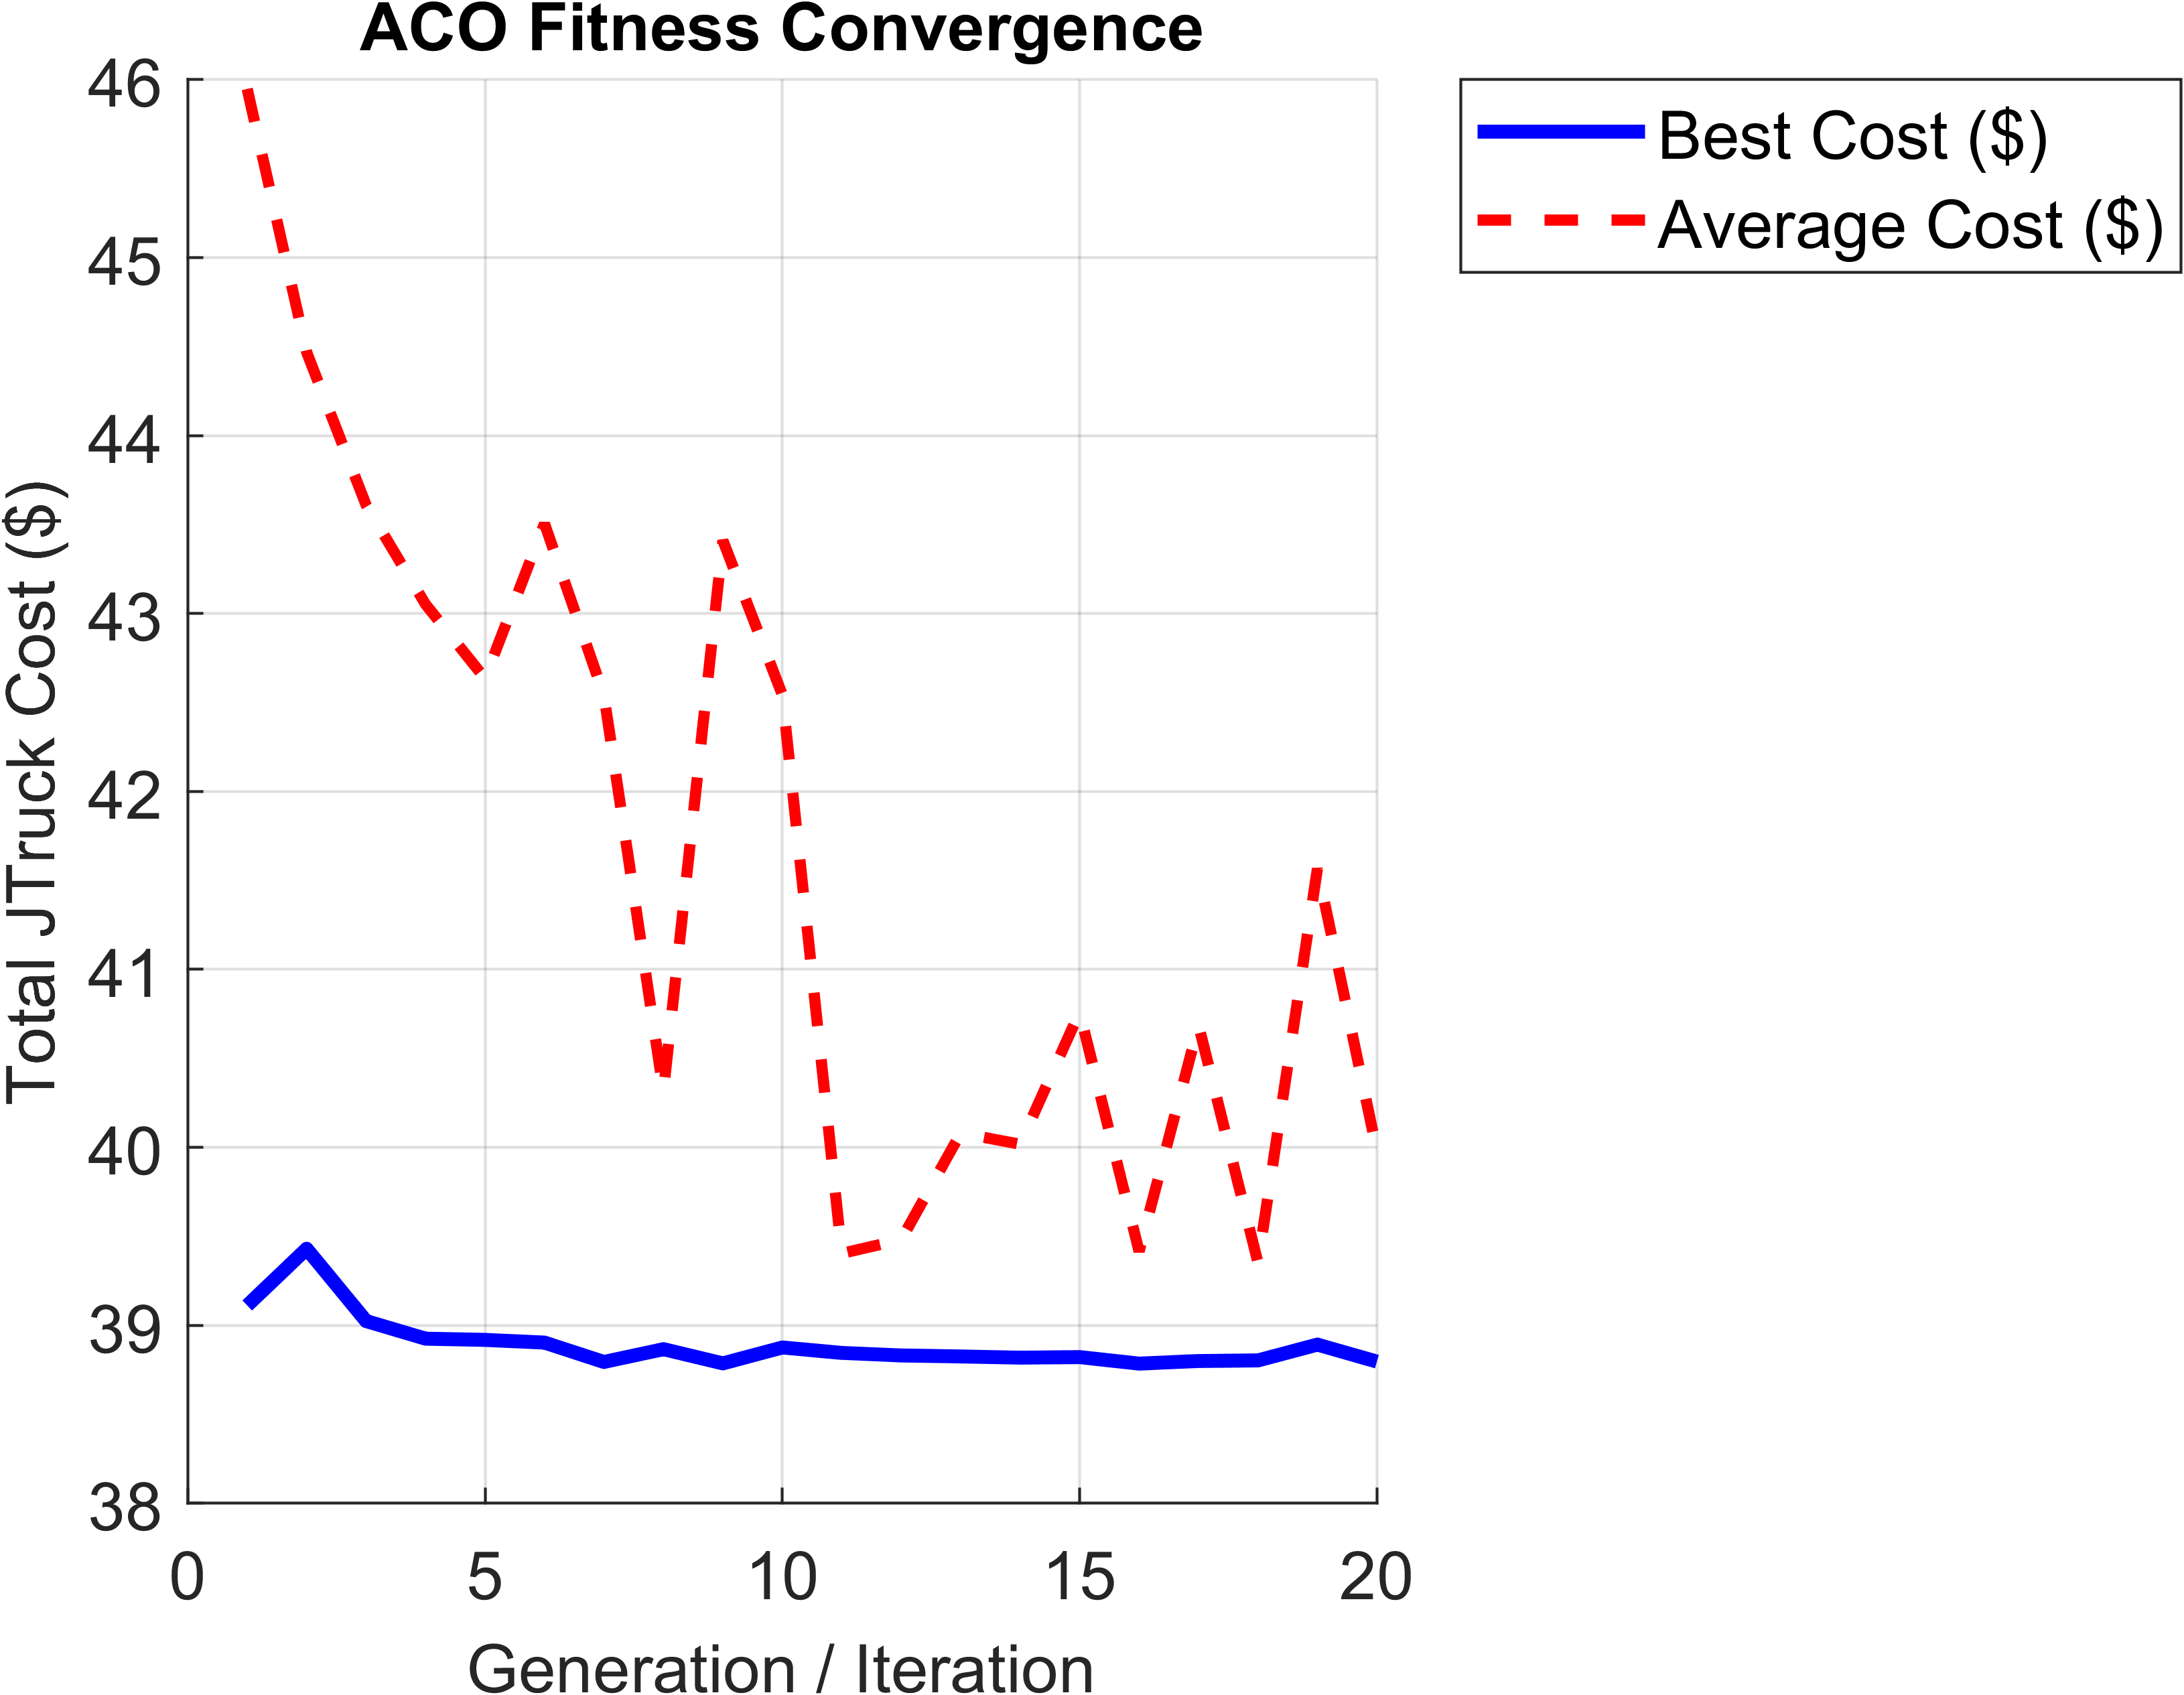 ACO Fitness Convergence
Best Cost ($)
Average Cost ($)
Total JTruck Cost ($)
46
45
44
43
42
41
40
39
38
0 5 10 15 20
Generation / Iteration